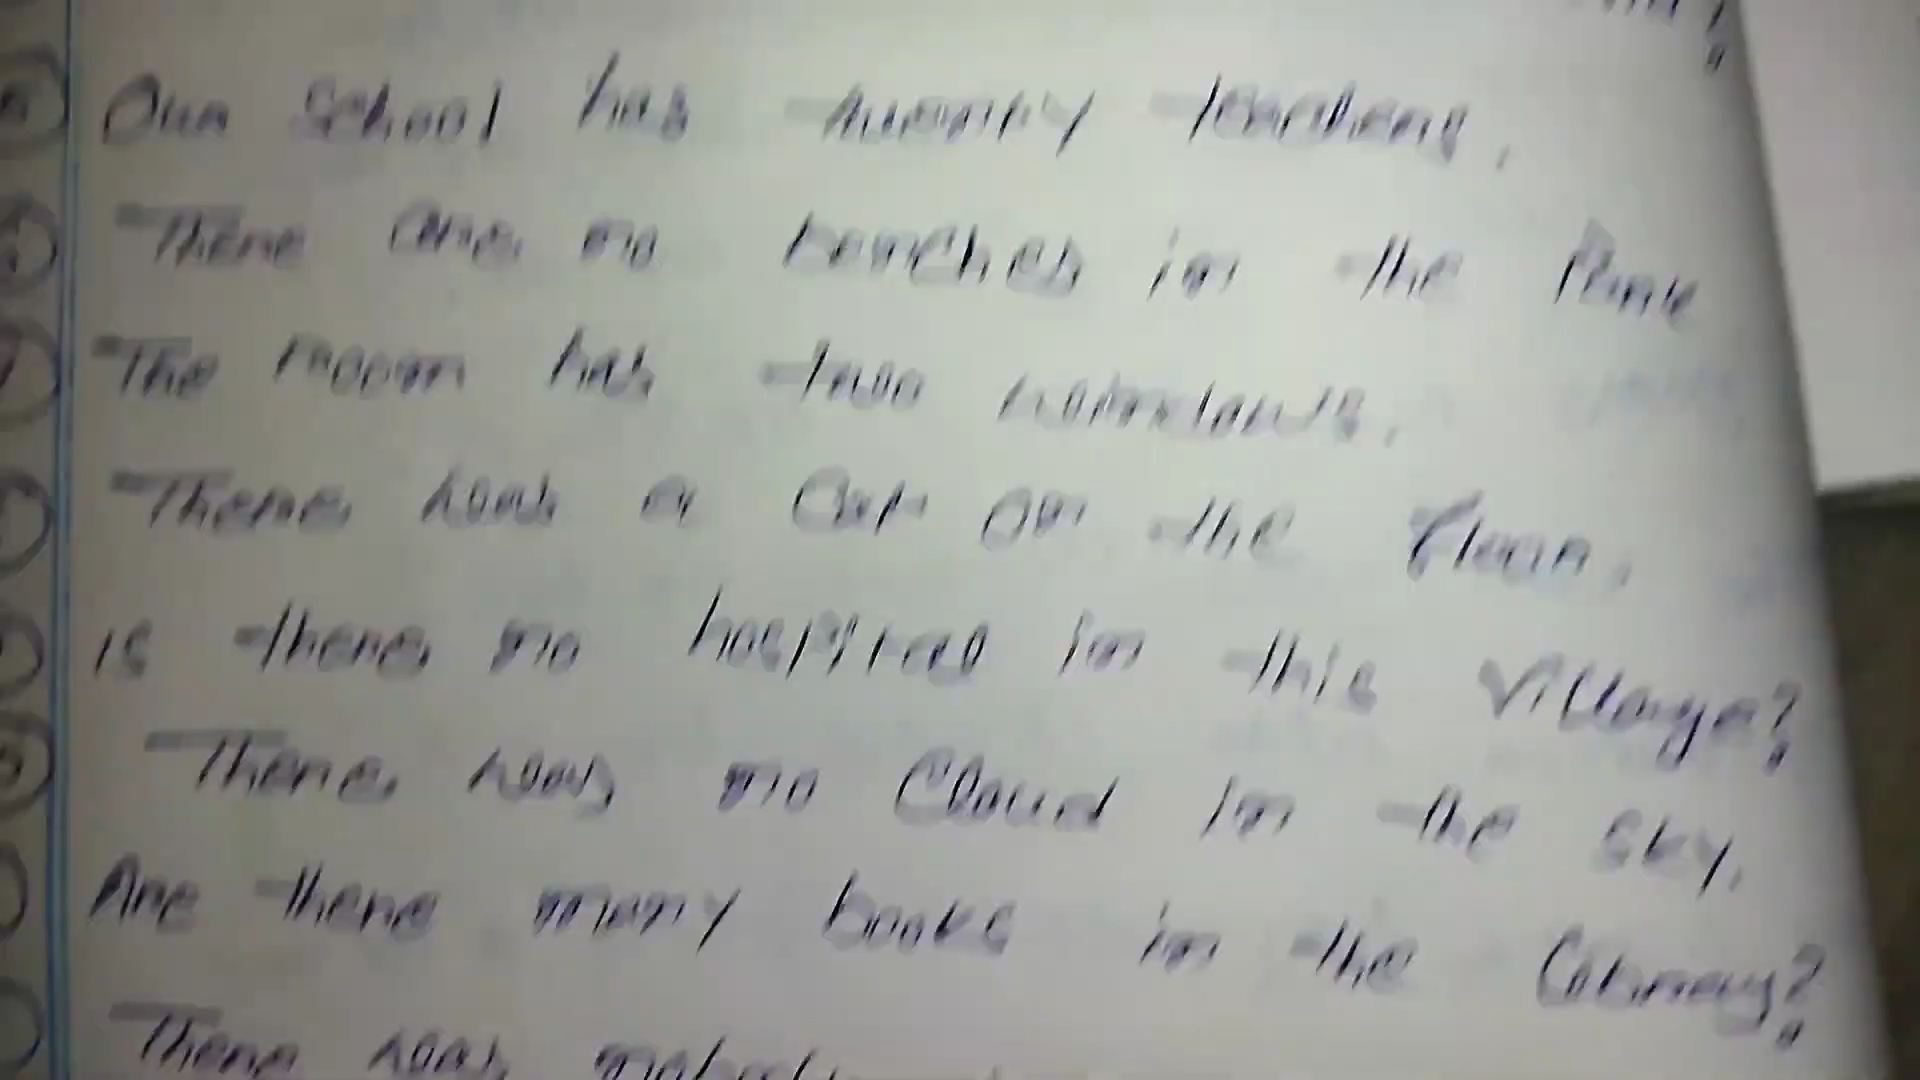 Our school has twenty teachers.
There are no benches in the Park
The room has two windows.
There was a Cat on the Floor.
is there no hospital in this Village?
There was no Cloud in the sky.
Are there many books in the Library?
There was